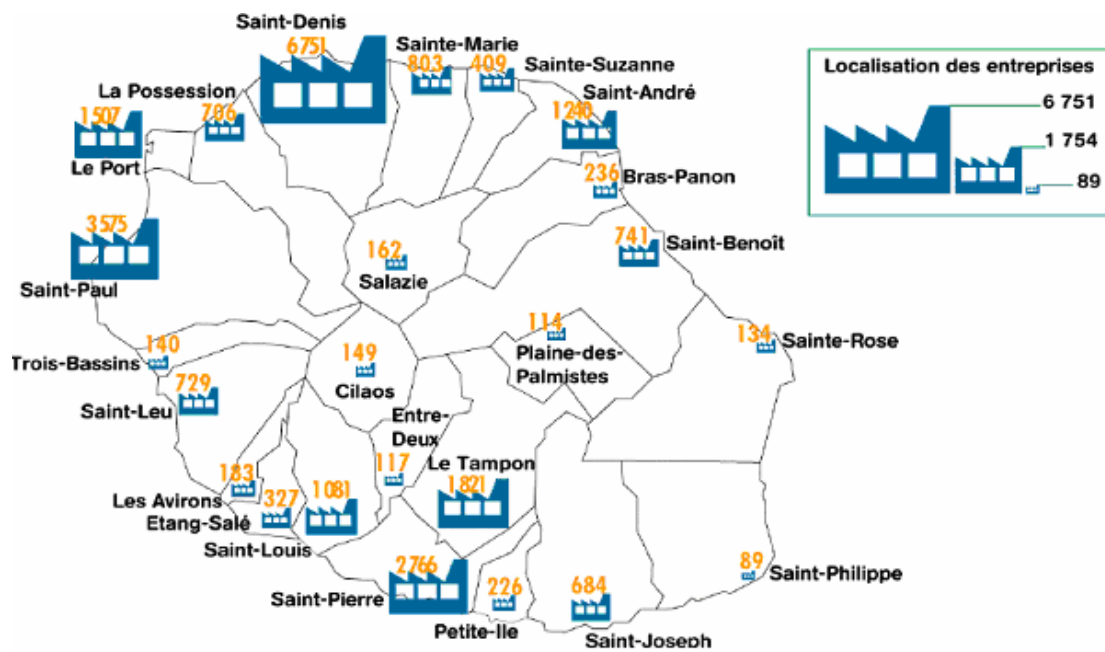 Saint-Denis
6751
Sainte-Marie
803
409
Sainte-Suzanne
Saint-André
1240
La Possession
706
1507
Le Port
236
Bras-Panon
3575
Saint-Paul
162
Salazie
741
Saint-Benoît
140
Trois-Bassins
149
Cilaos
114
Plaine-des-
Palmistes
134
Sainte-Rose
729
Saint-Leu
Entre-
Deux
117
183
Les Avirons
327
Etang-Salé
1081
Saint-Louis
Le Tampon
1821
2766
Saint-Pierre
226
Petite-Ile
684
Saint-Joseph
89
Saint-Philippe
Localisation des entreprises
6 751
1 754
89